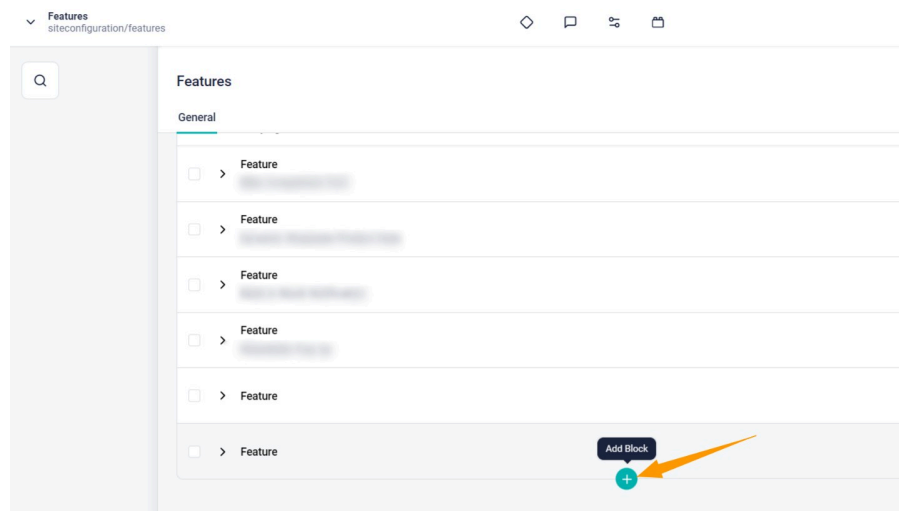 Features
siteconfiguration/features
Features
General
Feature
Feature
Feature
Feature
Feature
Feature
Add Block